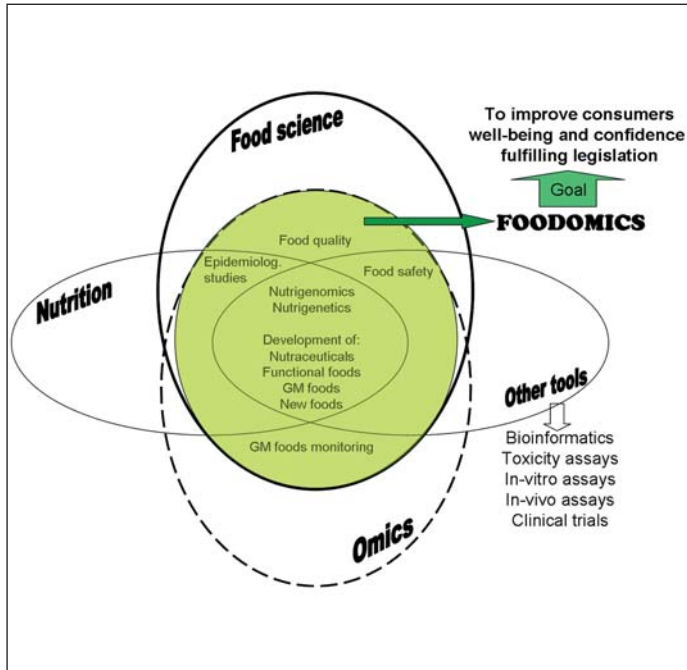 Food science
To improve consumers
well-being and confidence
fulfilling legislation
Goal
FOODOMICS
Food quality
Epidemiolog.
studies
Food safety
Nutrition
Nutrigenomics
Nutrigenetics
Development of:
Nutraceuticals
Functional foods
GM foods
New foods
Other tools
Bioinformatics
Toxicity assays
In-vitro assays
In-vivo assays
Clinical trials
GM foods monitoring
Omics